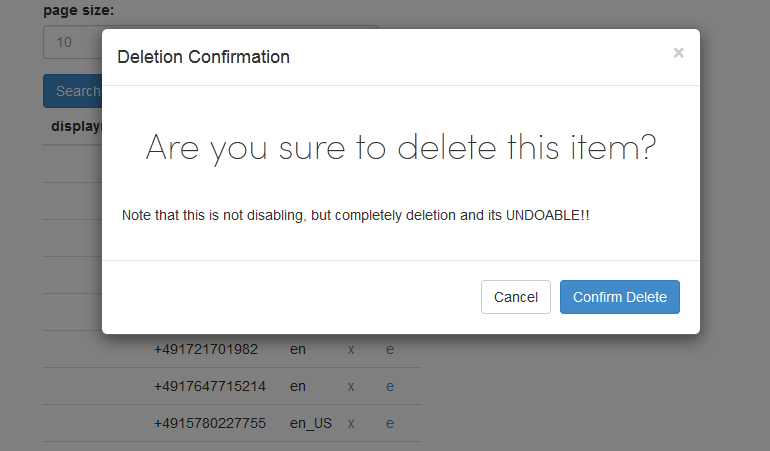 page size:
10
Deletion Confirmation ×
Search
Are you sure to delete this item?
Note that this is not disabling, but completely deletion and its UNDOABLE!!
Cancel Confirm Delete
+491721701982 en x e
+4917647715214 en x e
+4915780227755 en_US x e